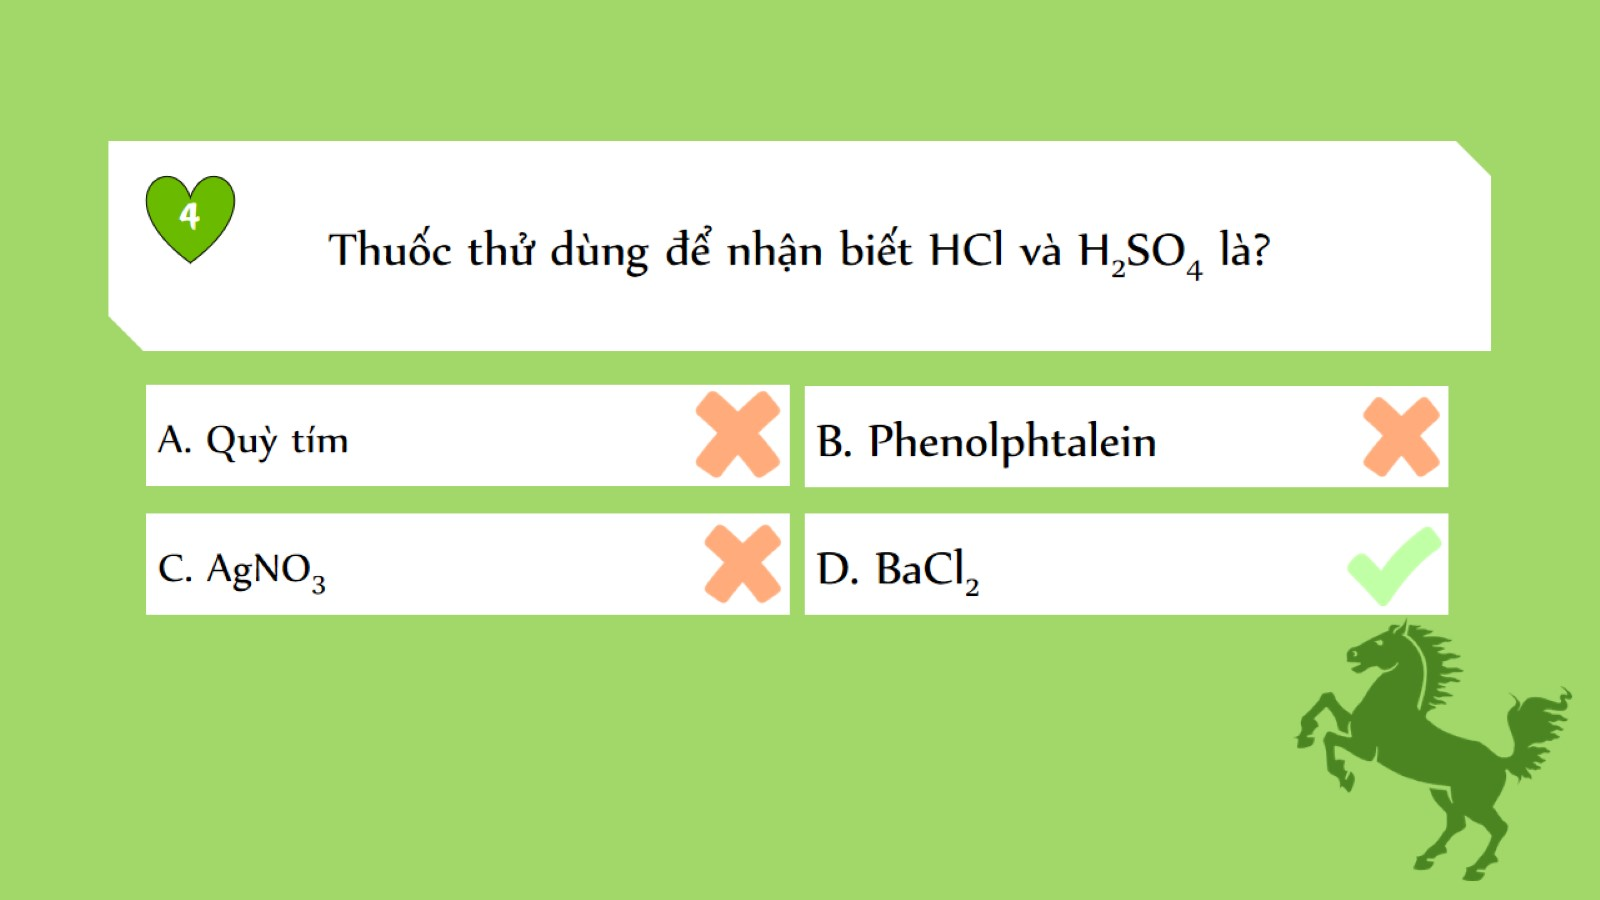 4
Thuốc thử dùng để nhận biết HCl và H₂SO₄ là?
A. Quỳ tím
B. Phenolphtalein
C. AgNO₃
D. BaCl₂